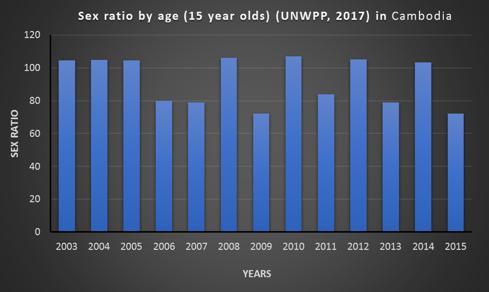 Sex ratio by age (15 year olds) (UNWPP, 2017) in Cambodia
120
100
80
60
40
20
0
SEX RATIO
2003 2004 2005 2006 2007 2008 2009 2010 2011 2012 2013 2014 2015
YEARS